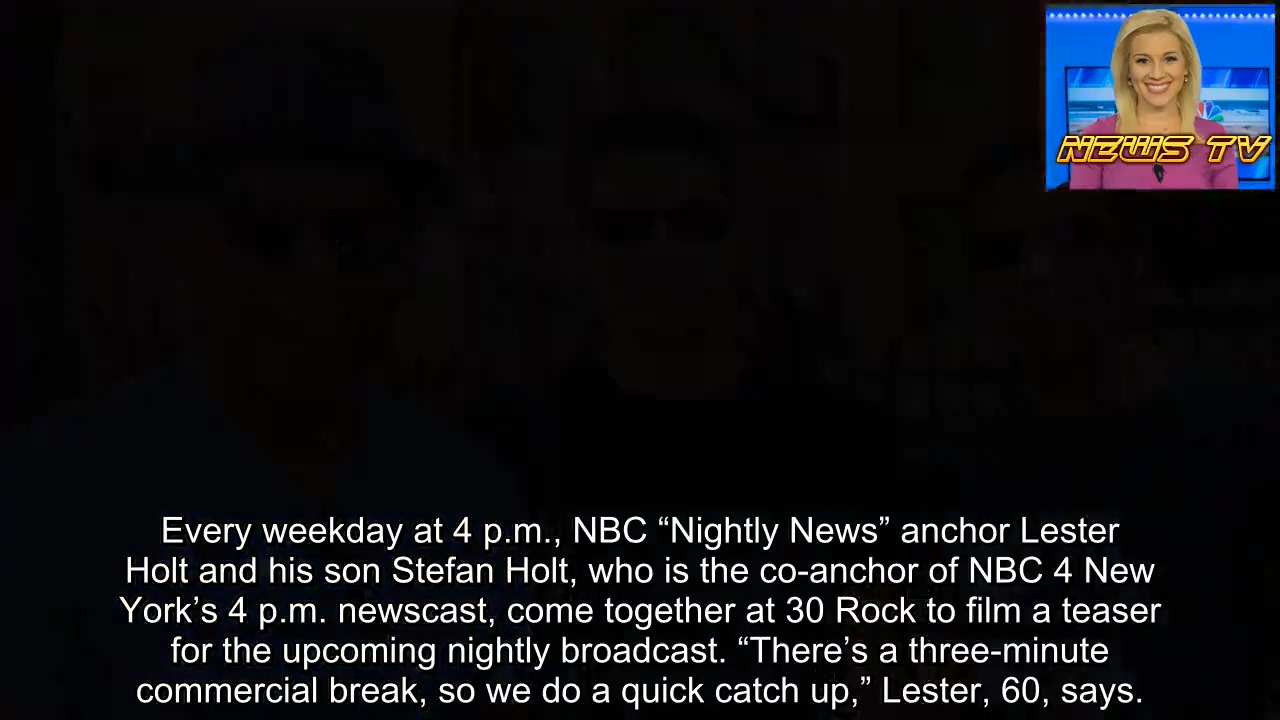 NEWS TV
Every weekday at 4 p.m., NBC “Nightly News” anchor Lester
Holt and his son Stefan Holt, who is the co-anchor of NBC 4 New
York’s 4 p.m. newscast, come together at 30 Rock to film a teaser
for the upcoming nightly broadcast. “There’s a three-minute
commercial break, so we do a quick catch up,” Lester, 60, says.